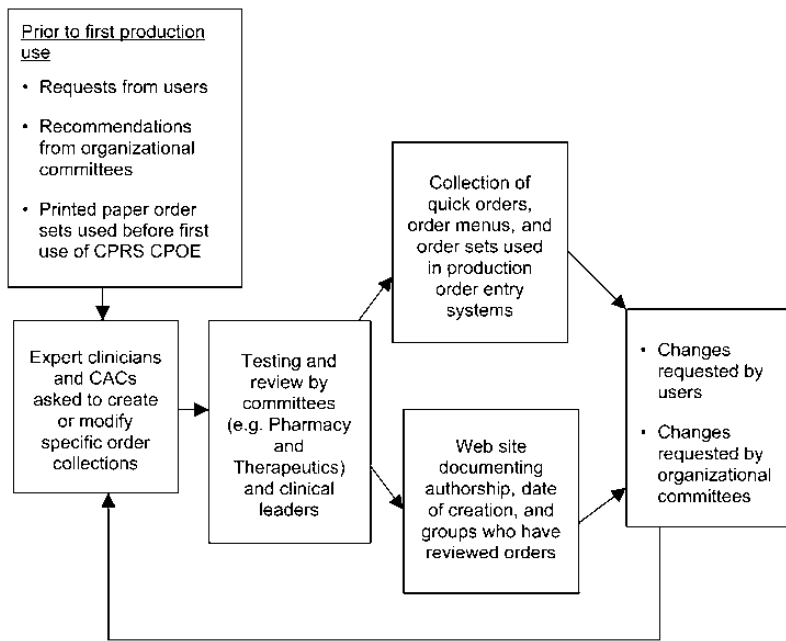 Prior to first production
use
• Requests from users
• Recommendations
from organizational
committees
• Printed paper order
sets used before first
use of CPRS CPOE
Expert clinicians
and CACs
asked to create
or modify
specific order
collections
Testing and
review by
committees
(e.g. Pharmacy
and
Therapeutics)
and clinical
leaders
Collection of
quick orders,
order menus, and
order sets used
in production
order entry
systems
Web site
documenting
authorship, date
of creation, and
groups who have
reviewed orders
• Changes
requested by
users
• Changes
requested by
organizational
committees